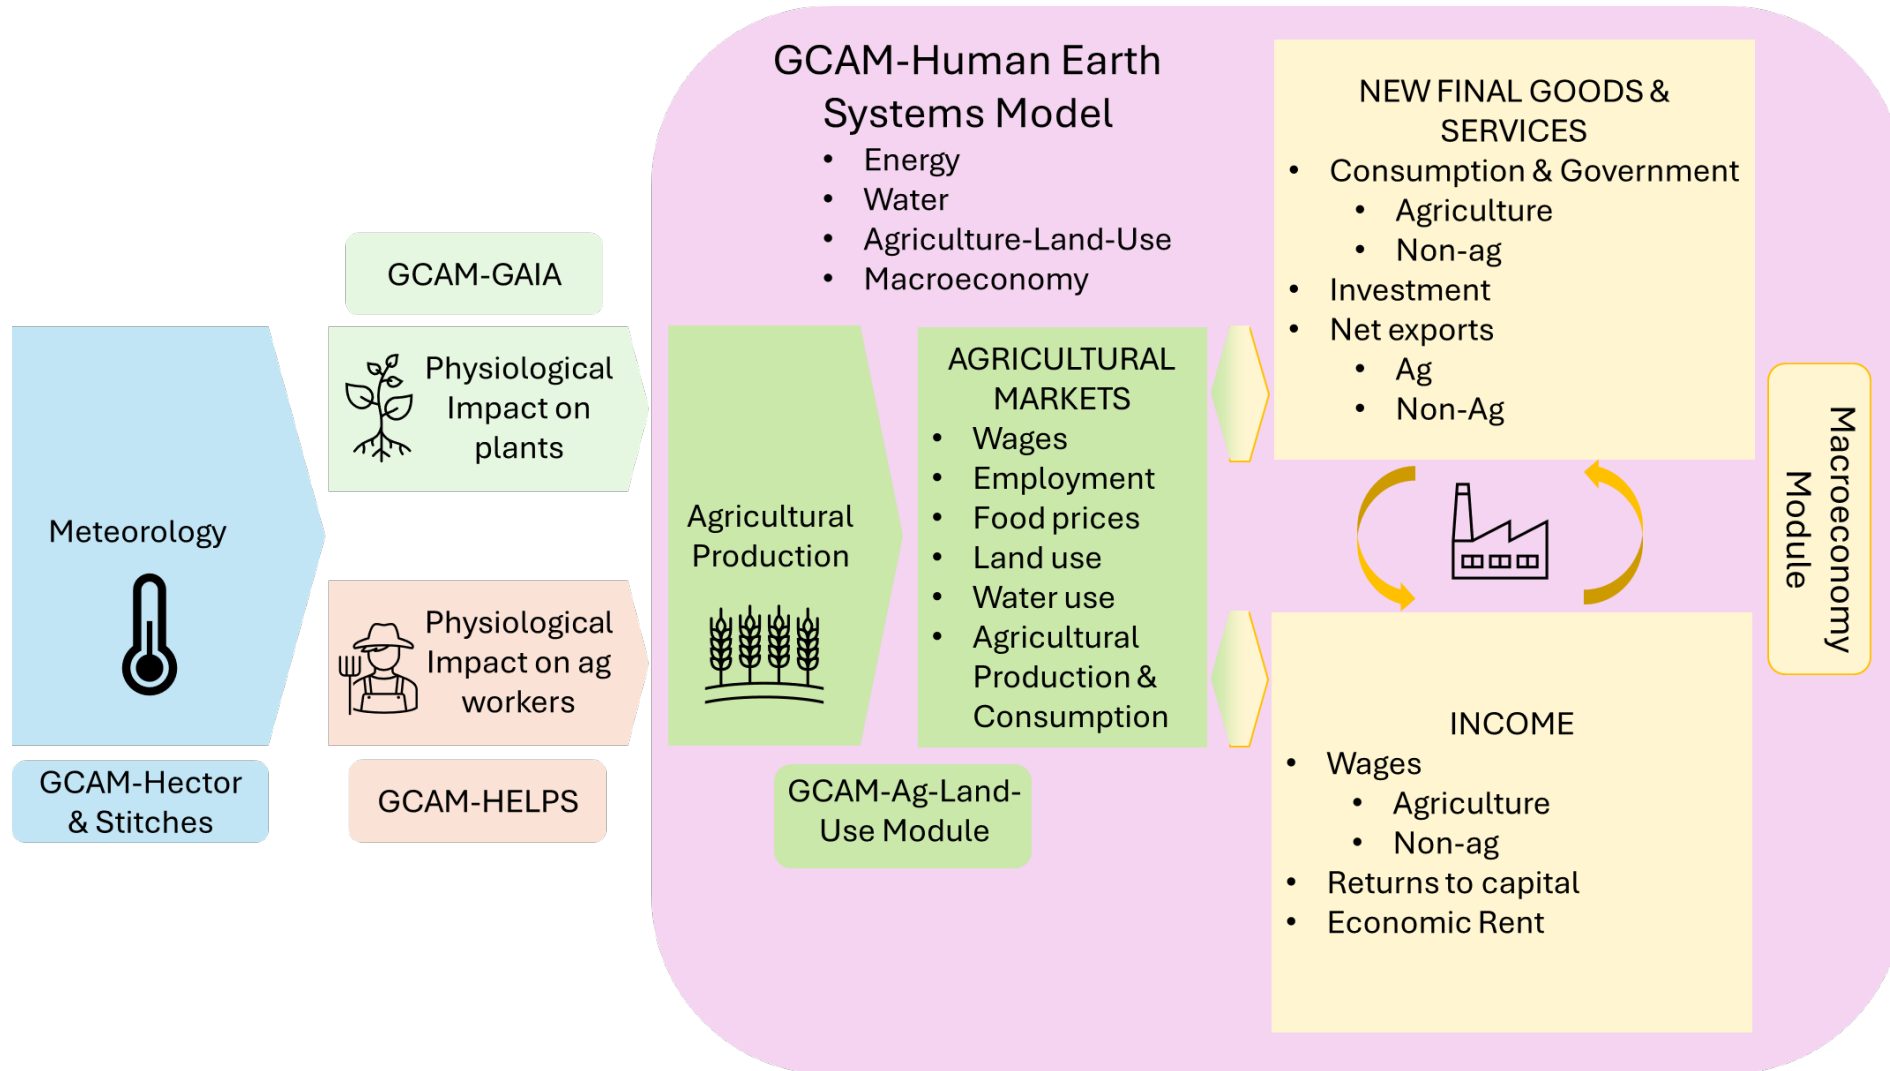 GCAM-Human Earth
Systems Model
• Energy
• Water
• Agriculture-Land-Use
• Macroeconomy
GCAM-GAIA
Physiological
Impact on
plants
Meteorology
GCAM-Hector
& Stitches
Physiological
Impact on ag
workers
GCAM-HELPS
Agricultural
Production
AGRICULTURAL
MARKETS
• Wages
• Employment
• Food prices
• Land use
• Water use
• Agricultural
Production &
Consumption
GCAM-Ag-Land-
Use Module
NEW FINAL GOODS &
SERVICES
• Consumption & Government
• Agriculture
• Non-ag
• Investment
• Net exports
• Ag
• Non-Ag
INCOME
• Wages
• Agriculture
• Non-ag
• Returns to capital
• Economic Rent
Macroeconomy
Module